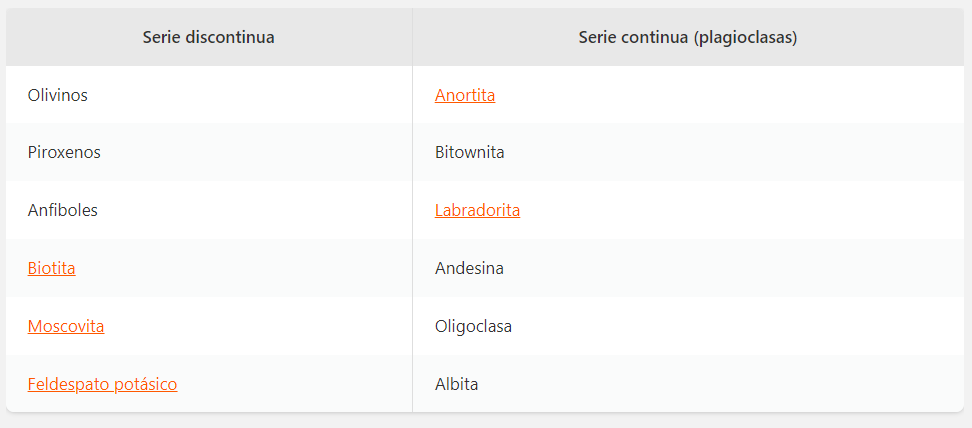 Serie discontinua Serie continua (plagioclasas)
Olivinos Anortita
Piroxenos Bitownita
Anfiboles Labradorita
Biotita Andesina
Moscovita Oligoclasa
Feldespato potásico Albita